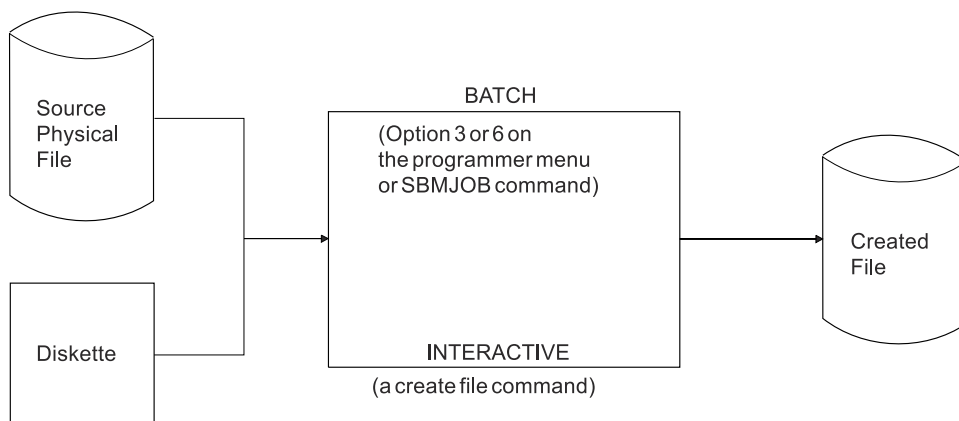 Source
Physical
File
Diskette
BATCH
(Option 3 or 6 on
the programmer menu
or SBMJOB command)
INTERACTIVE
(a create file command)
Created
File